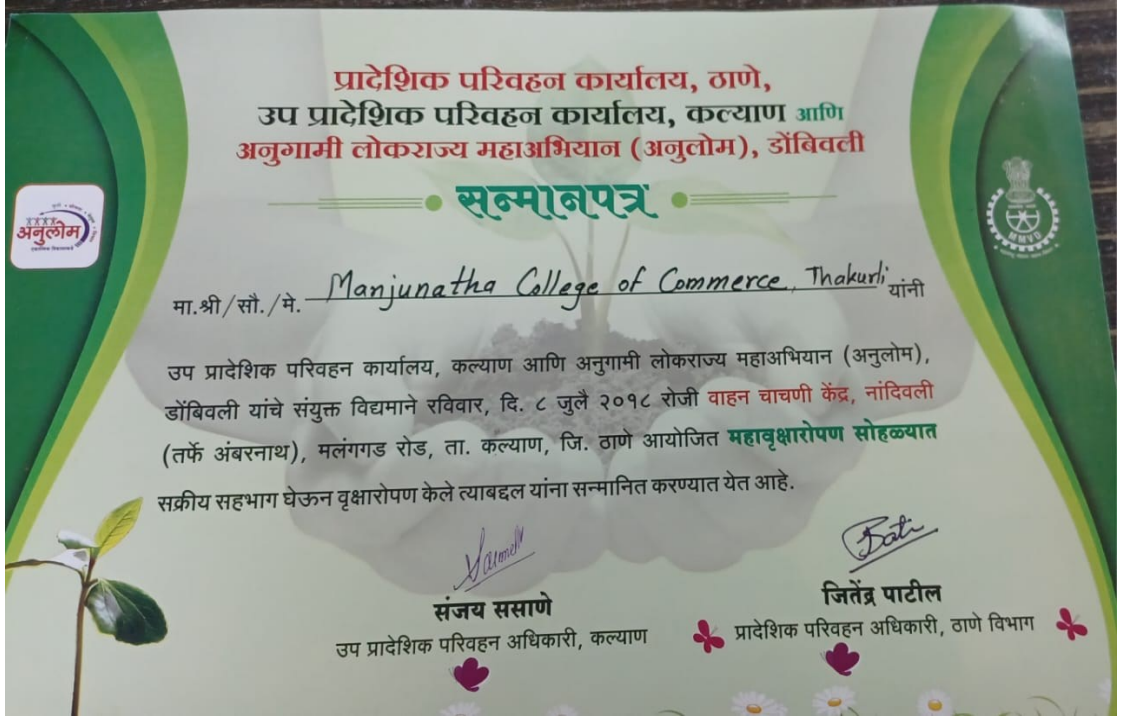 प्रादेशिक परिवहन कार्यालय, ठाणे,
उप प्रादेशिक परिवहन कार्यालय, कल्याण आणि
अनुगामी लोकराज्य महाअभियान (अनुलोम), डोंबिवली
सन्मानपत्र
अनुलोम
MMVD
मा.श्री/सौ./मे. Manjunatha College of Commerce, Thakurli यांनी
उप प्रादेशिक परिवहन कार्यालय, कल्याण आणि अनुगामी लोकराज्य महाअभियान (अनुलोम),
डोंबिवली यांचे संयुक्त विद्यमाने रविवार, दि. ८ जुलै २०१८ रोजी वाहन चाचणी केंद्र, नांदिवली
(तर्फे अंबरनाथ), मलंगगड रोड, ता. कल्याण, जि. ठाणे आयोजित महावृक्षारोपण सोहळ्यात
सक्रीय सहभाग घेऊन वृक्षारोपण केले त्याबद्दल यांना सन्मानित करण्यात येत आहे.
संजय ससाणे
उप प्रादेशिक परिवहन अधिकारी, कल्याण
जितेंद्र पाटील
प्रादेशिक परिवहन अधिकारी, ठाणे विभाग